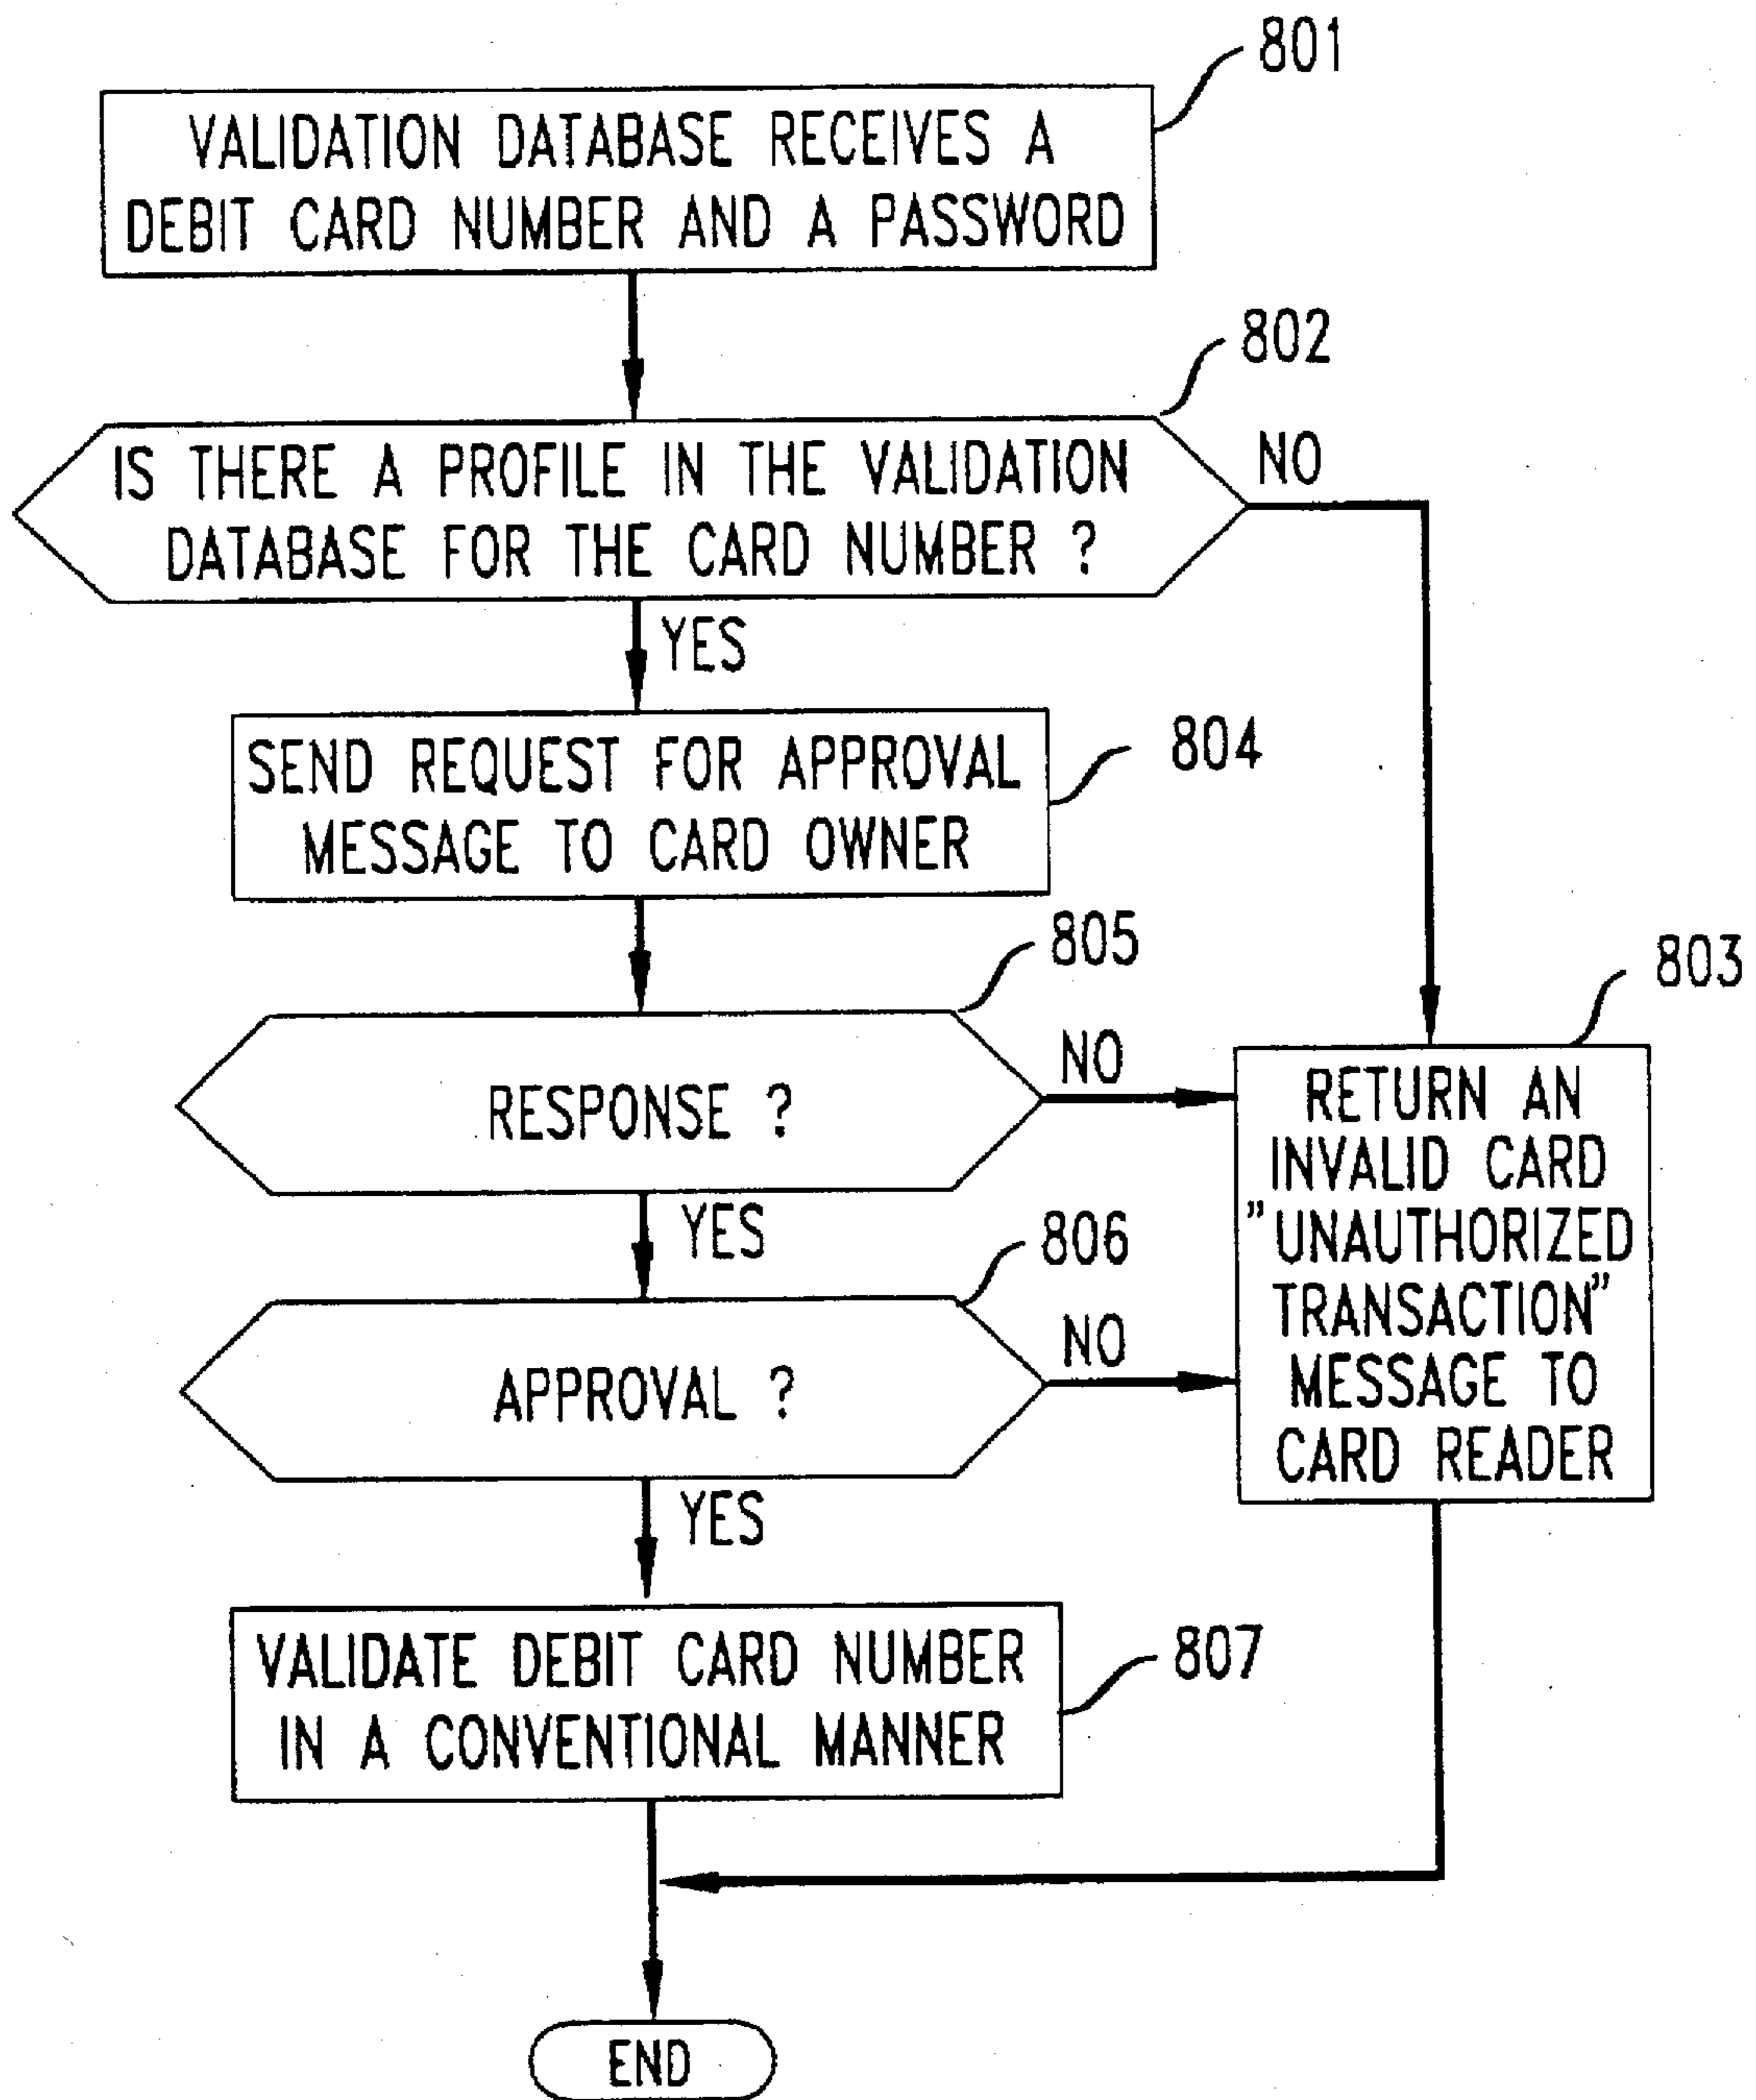 801
VALIDATION DATABASE RECEIVES A
DEBIT CARD NUMBER AND A PASSWORD
802
IS THERE A PROFILE IN THE VALIDATION
DATABASE FOR THE CARD NUMBER ?
NO
YES
804
SEND REQUEST FOR APPROVAL
MESSAGE TO CARD OWNER
805
RESPONSE ?
NO
YES
803
RETURN AN
INVALID CARD
"UNAUTHORIZED
TRANSACTION"
MESSAGE TO
CARD READER
806
APPROVAL ?
NO
YES
807
VALIDATE DEBIT CARD NUMBER
IN A CONVENTIONAL MANNER
END